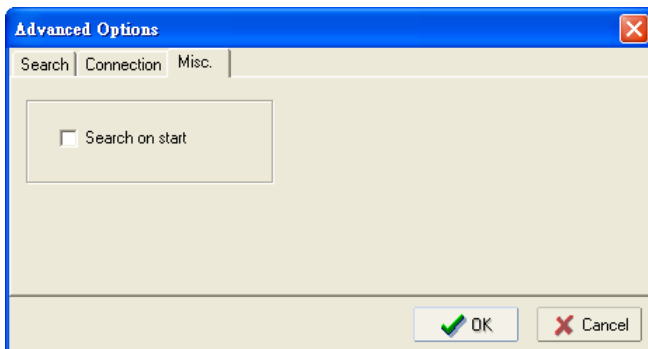 Advanced Options
Search Connection Misc.
Search on start
OK Cancel